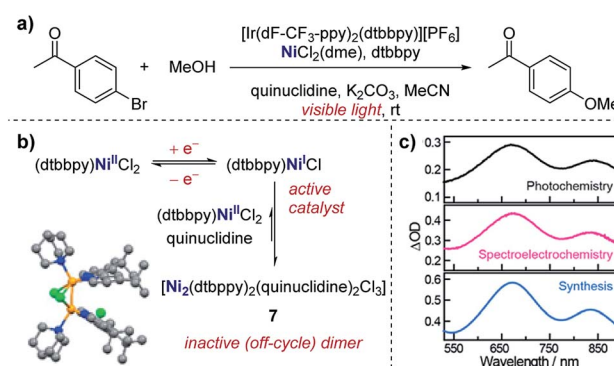 a)
[Ir(dF-CF₃-ppy)₂(dtbbpy)][PF₆]
NiCl₂(dme), dtbbpy
O
Br
+
MeOH
quinuclidine, K₂CO₃, MeCN
visible light, rt
O
OMe
b)
(dtbbpy)NiᴵᴵCl₂
+ e⁻
− e⁻
(dtbbpy)NiᴵCl
active
catalyst
(dtbbpy)NiᴵᴵCl₂
quinuclidine
[Ni₂(dtbppy)₂(quinuclidine)₂Cl₃]
7
inactive (off-cycle) dimer
c)
0.3
0.2
0.1
Photochemistry
ΔOD
0.4
0.3
0.2
Spectroelectrochemistry
0.6
0.5
0.4
Synthesis
550
650
750
850
Wavelength / nm